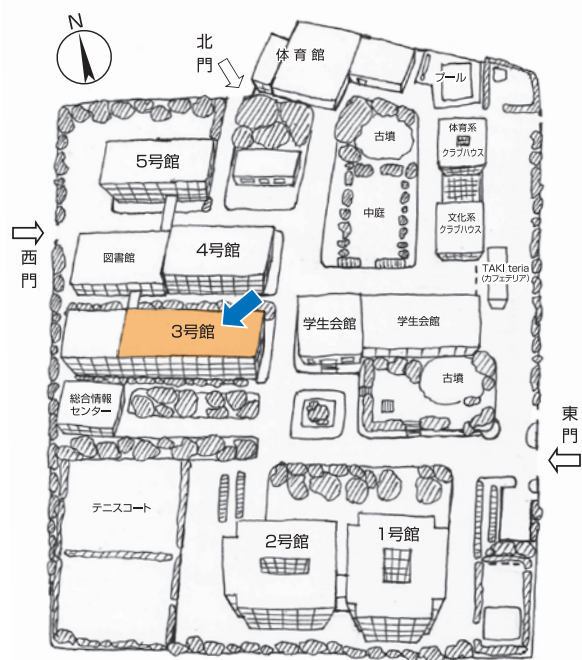 N
北門
体育館
プール
5号館
古墳
体育系
クラブハウス
中庭
文化系
クラブハウス
西門
図書館
4号館
TAKI teria
(カフェテリア)
3号館
学生会館
学生会館
総合情報
センター
古墳
東門
テニスコート
2号館
1号館